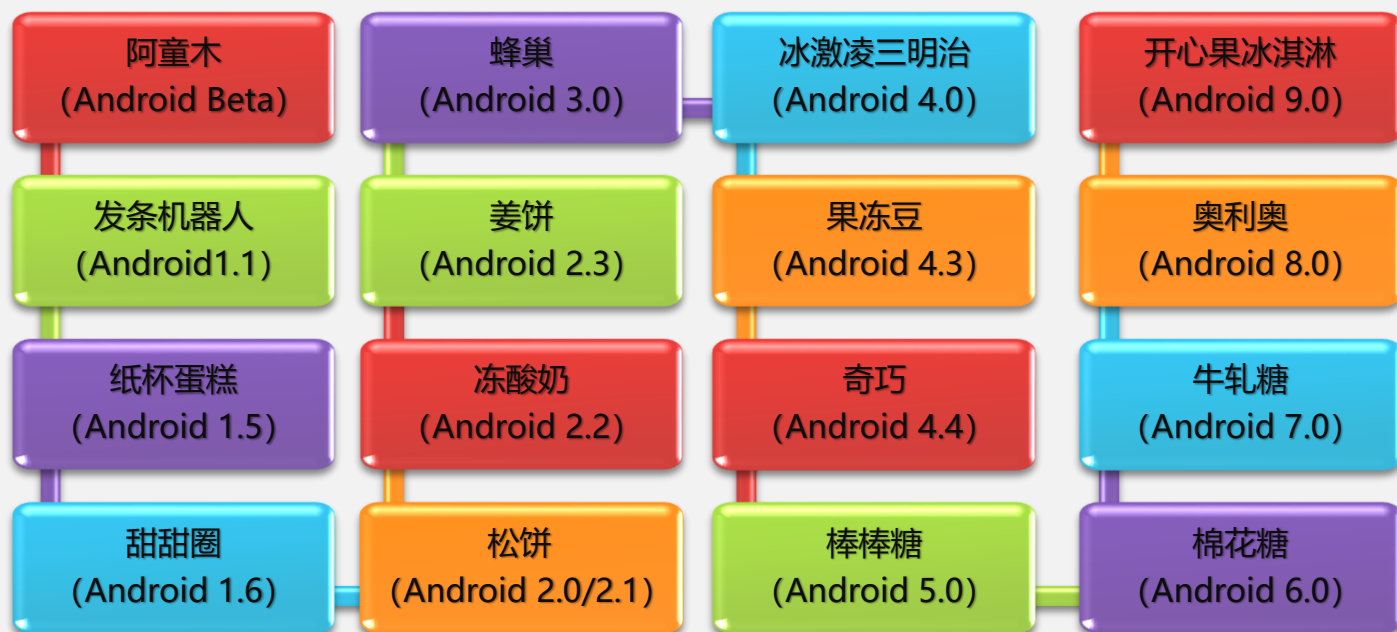 阿童木
（Android Beta）
发条机器人
（Android1.1）
纸杯蛋糕
（Android 1.5）
甜甜圈
（Android 1.6）
松饼
（Android 2.0/2.1）
冻酸奶
（Android 2.2）
姜饼
（Android 2.3）
蜂巢
（Android 3.0）
冰激凌三明治
（Android 4.0）
果冻豆
（Android 4.3）
奇巧
（Android 4.4）
棒棒糖
（Android 5.0）
棉花糖
（Android 6.0）
牛轧糖
（Android 7.0）
奥利奥
（Android 8.0）
开心果冰淇淋
（Android 9.0）